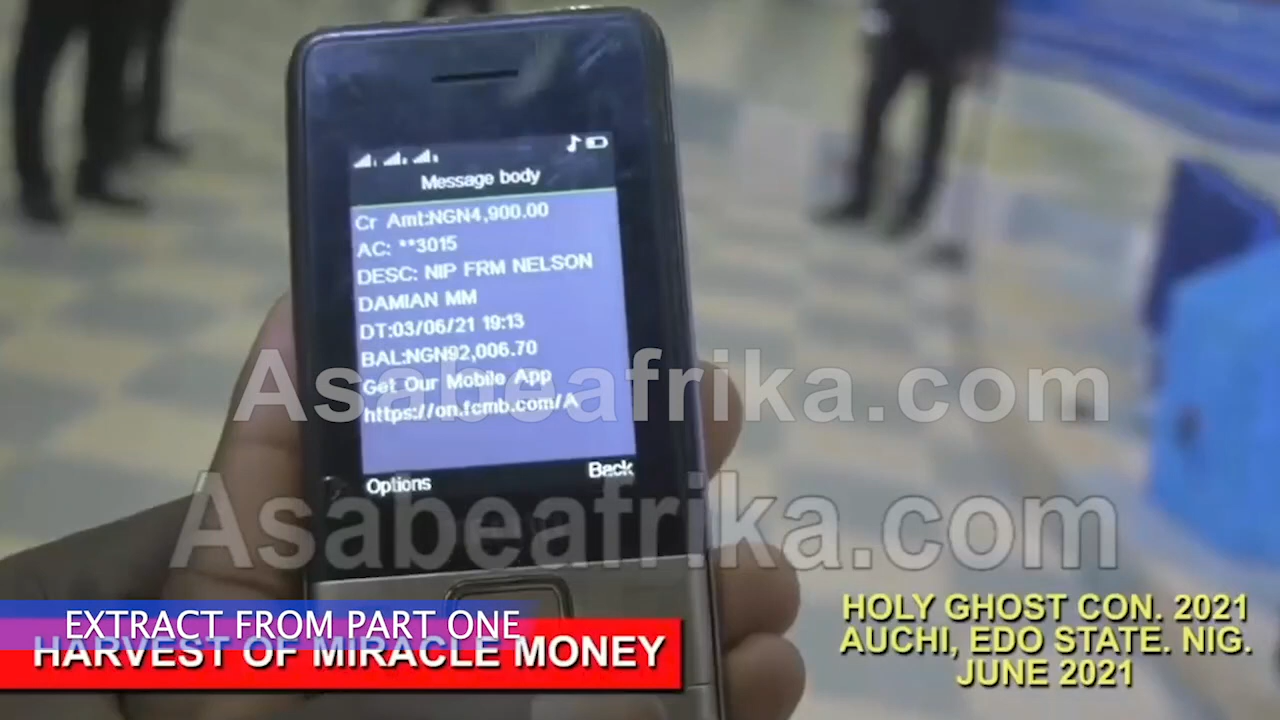 Message body
Cr Amt:NGN4,900.00
AC: **3015
DESC: NIP FRM NELSON
DAMIAN MM
DT:03/06/21 19:13
BAL:NGN92,006.70
Get Our Mobile App
https://on.fcmb.com/A
Options Back
Asabeafrika.com
Asabeafrika.com
EXTRACT FROM PART ONE
HARVEST OF MIRACLE MONEY
HOLY GHOST CON. 2021
AUCHI, EDO STATE. NIG.
JUNE 2021